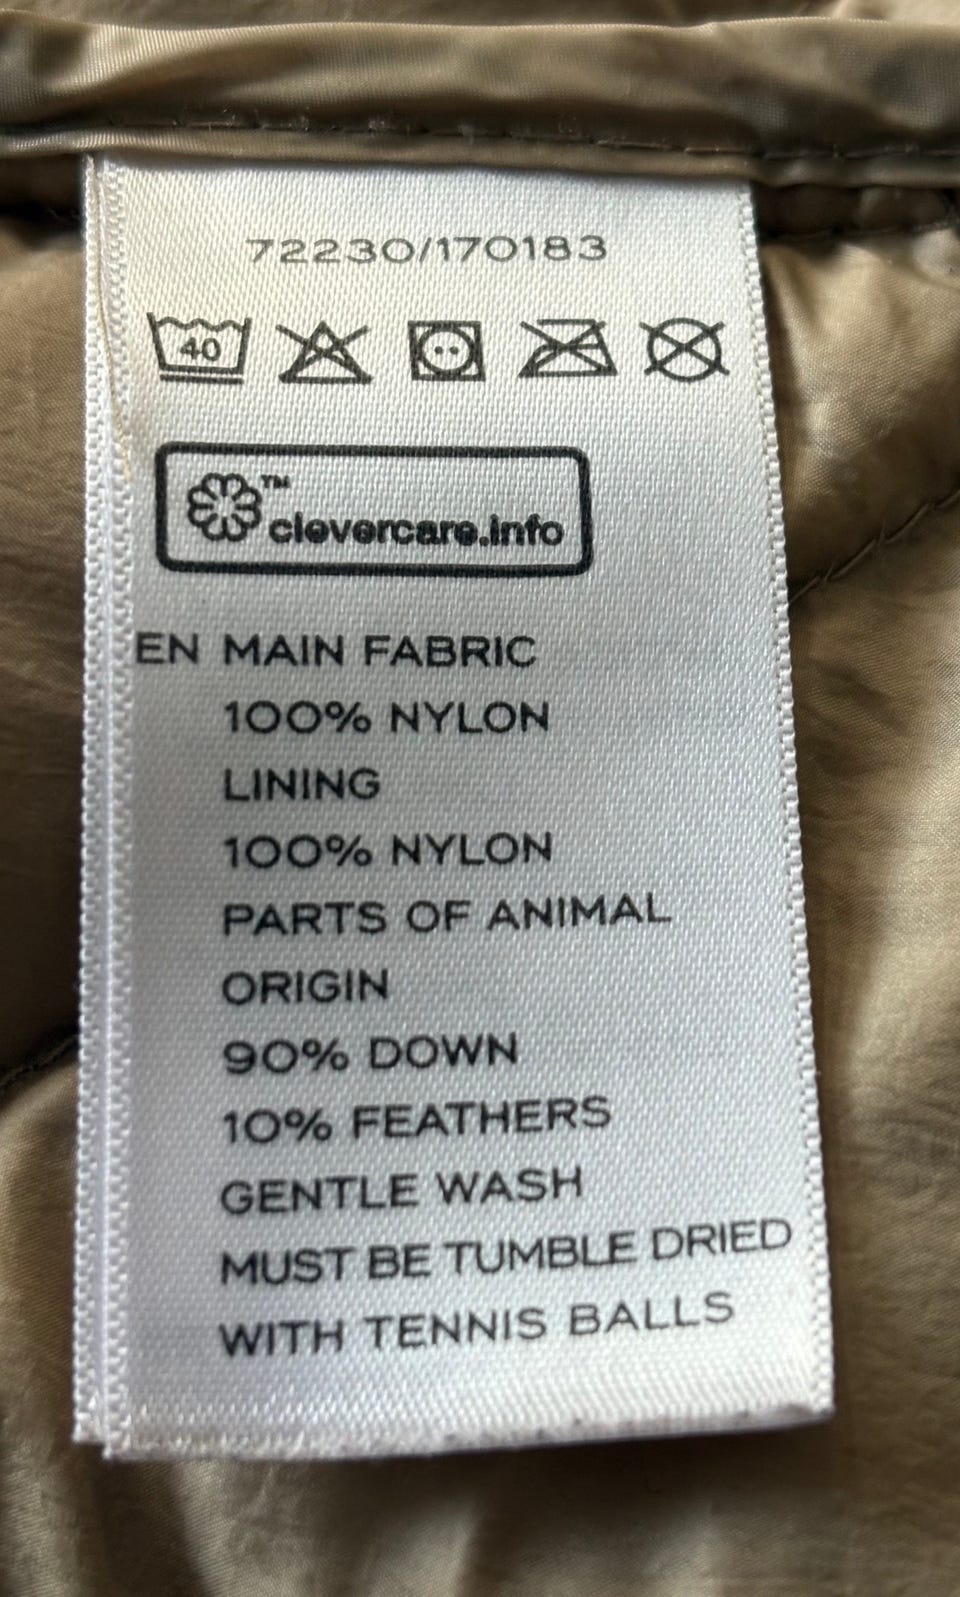 72230/170183
40
™
clevercare.info
EN MAIN FABRIC
100% NYLON
LINING
100% NYLON
PARTS OF ANIMAL
ORIGIN
90% DOWN
10% FEATHERS
GENTLE WASH
MUST BE TUMBLE DRIED
WITH TENNIS BALLS